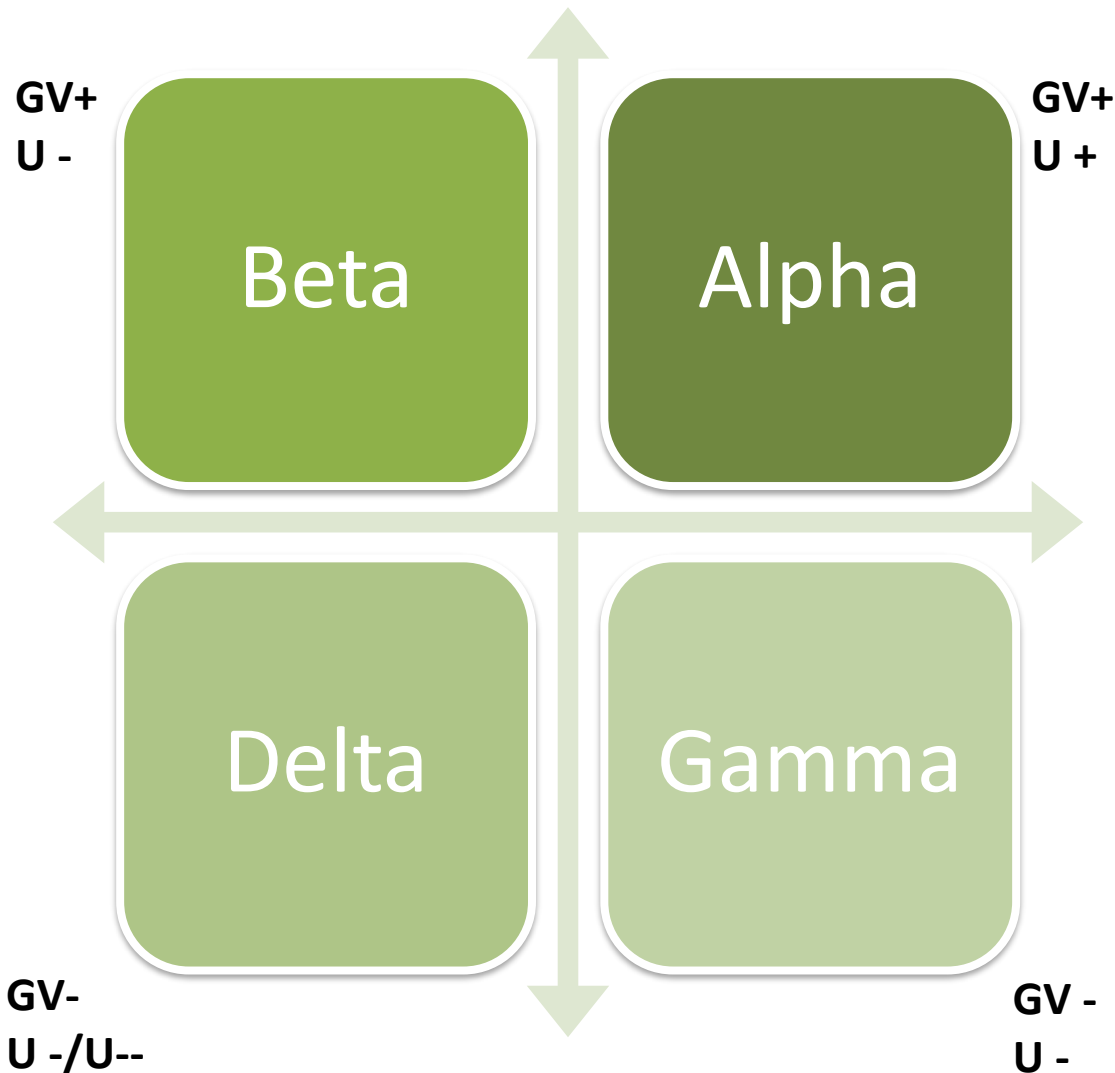 GV+
U -
GV+
U +
Beta
Alpha
Delta
Gamma
GV-
U -/U--
GV -
U -